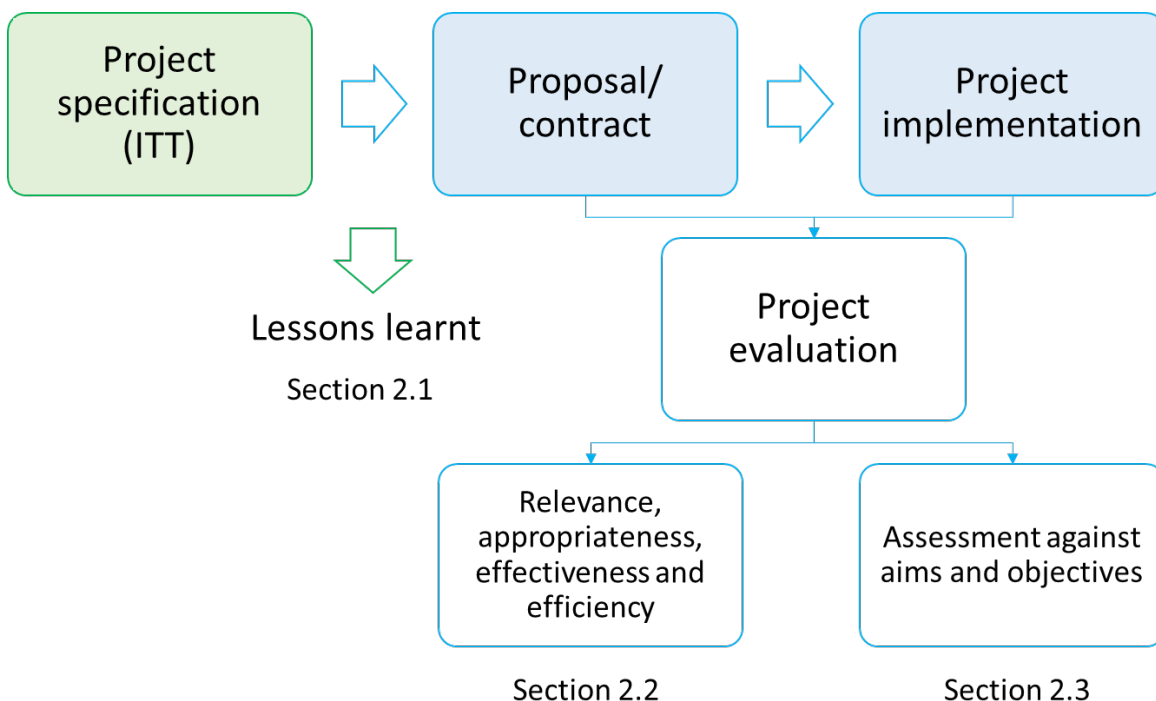 Project
specification
(ITT)
Proposal/
contract
Project
implementation
Lessons learnt
Section 2.1
Project
evaluation
Relevance,
appropriateness,
effectiveness and
efficiency
Assessment against
aims and objectives
Section 2.2
Section 2.3